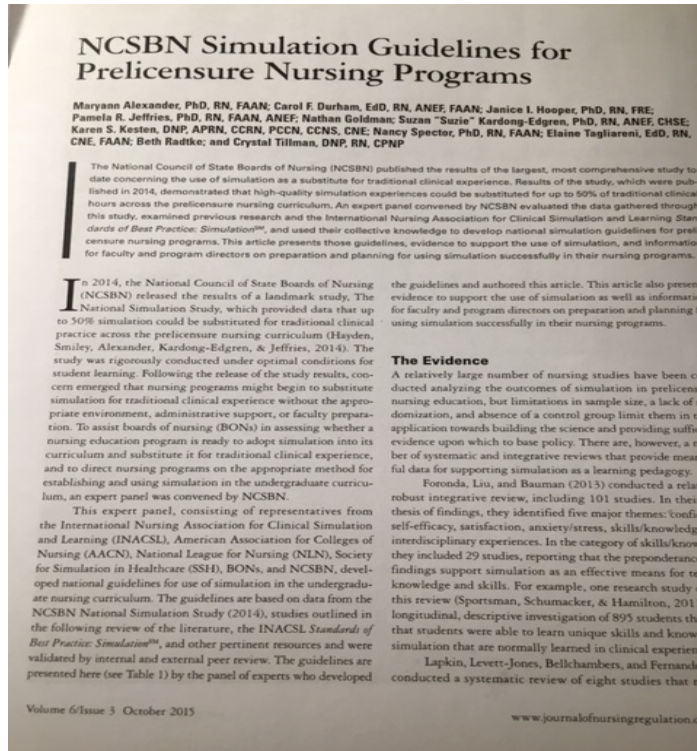 NCSBN Simulation Guidelines for
Prelicensure Nursing Programs
Maryann Alexander, PhD, RN, FAAN; Carol F. Durham, EdD, RN, ANEF, FAAN; Janice I. Hooper, PhD, RN, FRE;
Pamela R. Jeffries, PhD, RN, FAAN, ANEF; Nathan Goldman; Suzan "Suzie" Kardong-Edgren, PhD, RN, ANEF, CHSE;
Karen S. Kesten, DNP, APRN, CCRN, PCCN, CCNS, CNE; Nancy Spector, PhD, RN, FAAN; Elaine Tagliareni, EdD, RN,
CNE, FAAN; Beth Radtke; and Crystal Tillman, DNP, RN, CPNP
The National Council of State Boards of Nursing (NCSBN) published the results of the largest, most comprehensive study to
date concerning the use of simulation as a substitute for traditional clinical experience. Results of the study, which were pub-
lished in 2014, demonstrated that high-quality simulation experiences could be substituted for up to 50% of traditional clinical
hours across the prelicensure nursing curriculum. An expert panel convened by NCSBN evaluated the data gathered through
this study, examined previous research and the International Nursing Association for Clinical Simulation and Learning Stan-
dards of Best Practice: Simulation℠, and used their collective knowledge to develop national simulation guidelines for preli-
censure nursing programs. This article presents those guidelines, evidence to support the use of simulation, and information
for faculty and program directors on preparation and planning for using simulation successfully in their nursing programs.
In 2014, the National Council of State Boards of Nursing
(NCSBN) released the results of a landmark study, The
National Simulation Study, which provided data that up
to 50% simulation could be substituted for traditional clinical
practice across the prelicensure nursing curriculum (Hayden,
Smiley, Alexander, Kardong-Edgren, & Jeffries, 2014). The
study was rigorously conducted under optimal conditions for
student learning. Following the release of the study results, con-
cern emerged that nursing programs might begin to substitute
simulation for traditional clinical experience without the appro-
priate environment, administrative support, or faculty prepara-
tion. To assist boards of nursing (BONs) in assessing whether a
nursing education program is ready to adopt simulation into its
curriculum and substitute it for traditional clinical experience,
and to direct nursing programs on the appropriate method for
establishing and using simulation in the undergraduate curricu-
lum, an expert panel was convened by NCSBN.
This expert panel, consisting of representatives from
the International Nursing Association for Clinical Simulation
and Learning (INACSL), American Association for Colleges of
Nursing (AACN), National League for Nursing (NLN), Society
for Simulation in Healthcare (SSH), BONs, and NCSBN, devel-
oped national guidelines for use of simulation in the undergradu-
ate nursing curriculum. The guidelines are based on data from the
NCSBN National Simulation Study (2014), studies outlined in
the following review of the literature, the INACSL Standards of
Best Practice: Simulation℠, and other pertinent resources and were
validated by internal and external peer review. The guidelines are
presented here (see Table 1) by the panel of experts who developed
the guidelines and authored this article. This article also presen
evidence to support the use of simulation as well as informat
for faculty and program directors on preparation and planning
using simulation successfully in their nursing programs.
The Evidence
A relatively large number of nursing studies have been c
ducted analyzing the outcomes of simulation in prelicens
nursing education, but limitations in sample size, a lack of
domization, and absence of a control group limit them in
application towards building the science and providing suffi
evidence upon which to base policy. There are, however, a
ber of systematic and integrative reviews that provide mean
ful data for supporting simulation as a learning pedagogy.
Foronda, Liu, and Bauman (2013) conducted a rela
robust integrative review, including 101 studies. In thei
thesis of findings, they identified five major themes: confi
self-efficacy, satisfaction, anxiety/stress, skills/knowledg
interdisciplinary experiences. In the category of skills/know
they included 29 studies, reporting that the preponderanc
findings support simulation as an effective means for te
knowledge and skills. For example, one research study
this review (Sportsman, Schumacker, & Hamilton, 201
longitudinal, descriptive investigation of 895 students th
that students were able to learn unique skills and know
simulation that are normally learned in clinical experien
Lapkin, Levett-Jones, Bellchambers, and Fernand
conducted a systematic review of eight studies that
Volume 6/Issue 3 October 2015
www.journalofnursingregulation.